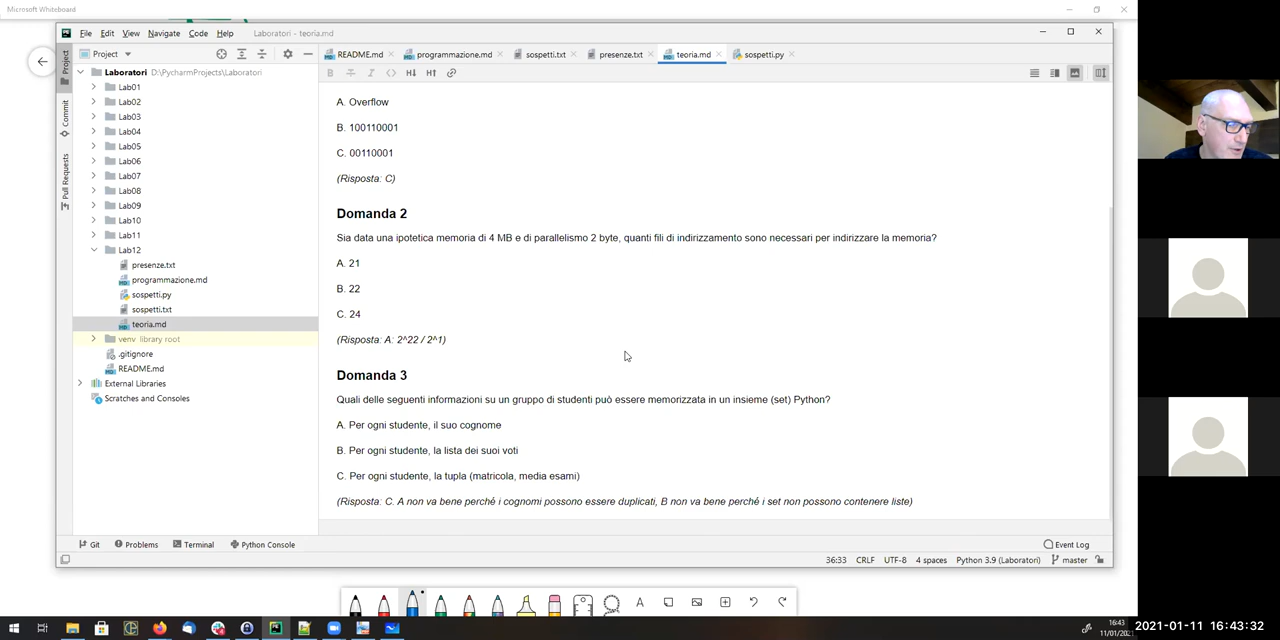 Microsoft Whiteboard
File Edit View Navigate Code Help Laboratori - teoria.md
Project
README.md programmazione.md sospetti.txt presenze.txt teoria.md sospetti.py
Project
Commit
Pull Requests
Laboratori D:\PycharmProjects\Laboratori
Lab01
Lab02
Lab03
Lab04
Lab05
Lab06
Lab07
Lab08
Lab09
Lab10
Lab11
Lab12
presenze.txt
programmazione.md
sospetti.py
sospetti.txt
teoria.md
venv library root
.gitignore
README.md
External Libraries
Scratches and Consoles
A. Overflow
B. 100110001
C. 00110001
(Risposta: C)
Domanda 2
Sia data una ipotetica memoria di 4 MB e di parallelismo 2 byte, quanti fili di indirizzamento sono necessari per indirizzare la memoria?
A. 21
B. 22
C. 24
(Risposta: A: 2^22 / 2^1)
Domanda 3
Quali delle seguenti informazioni su un gruppo di studenti può essere memorizzata in un insieme (set) Python?
A. Per ogni studente, il suo cognome
B. Per ogni studente, la lista dei suoi voti
C. Per ogni studente, la tupla (matricola, media esami)
(Risposta: C. A non va bene perché i cognomi possono essere duplicati, B non va bene perché i set non possono contenere liste)
Git Problems Terminal Python Console Event Log
36:33 CRLF UTF-8 4 spaces Python 3.9 (Laboratori) master
16:43
11/01/2021
2021-01-11 16:43:32